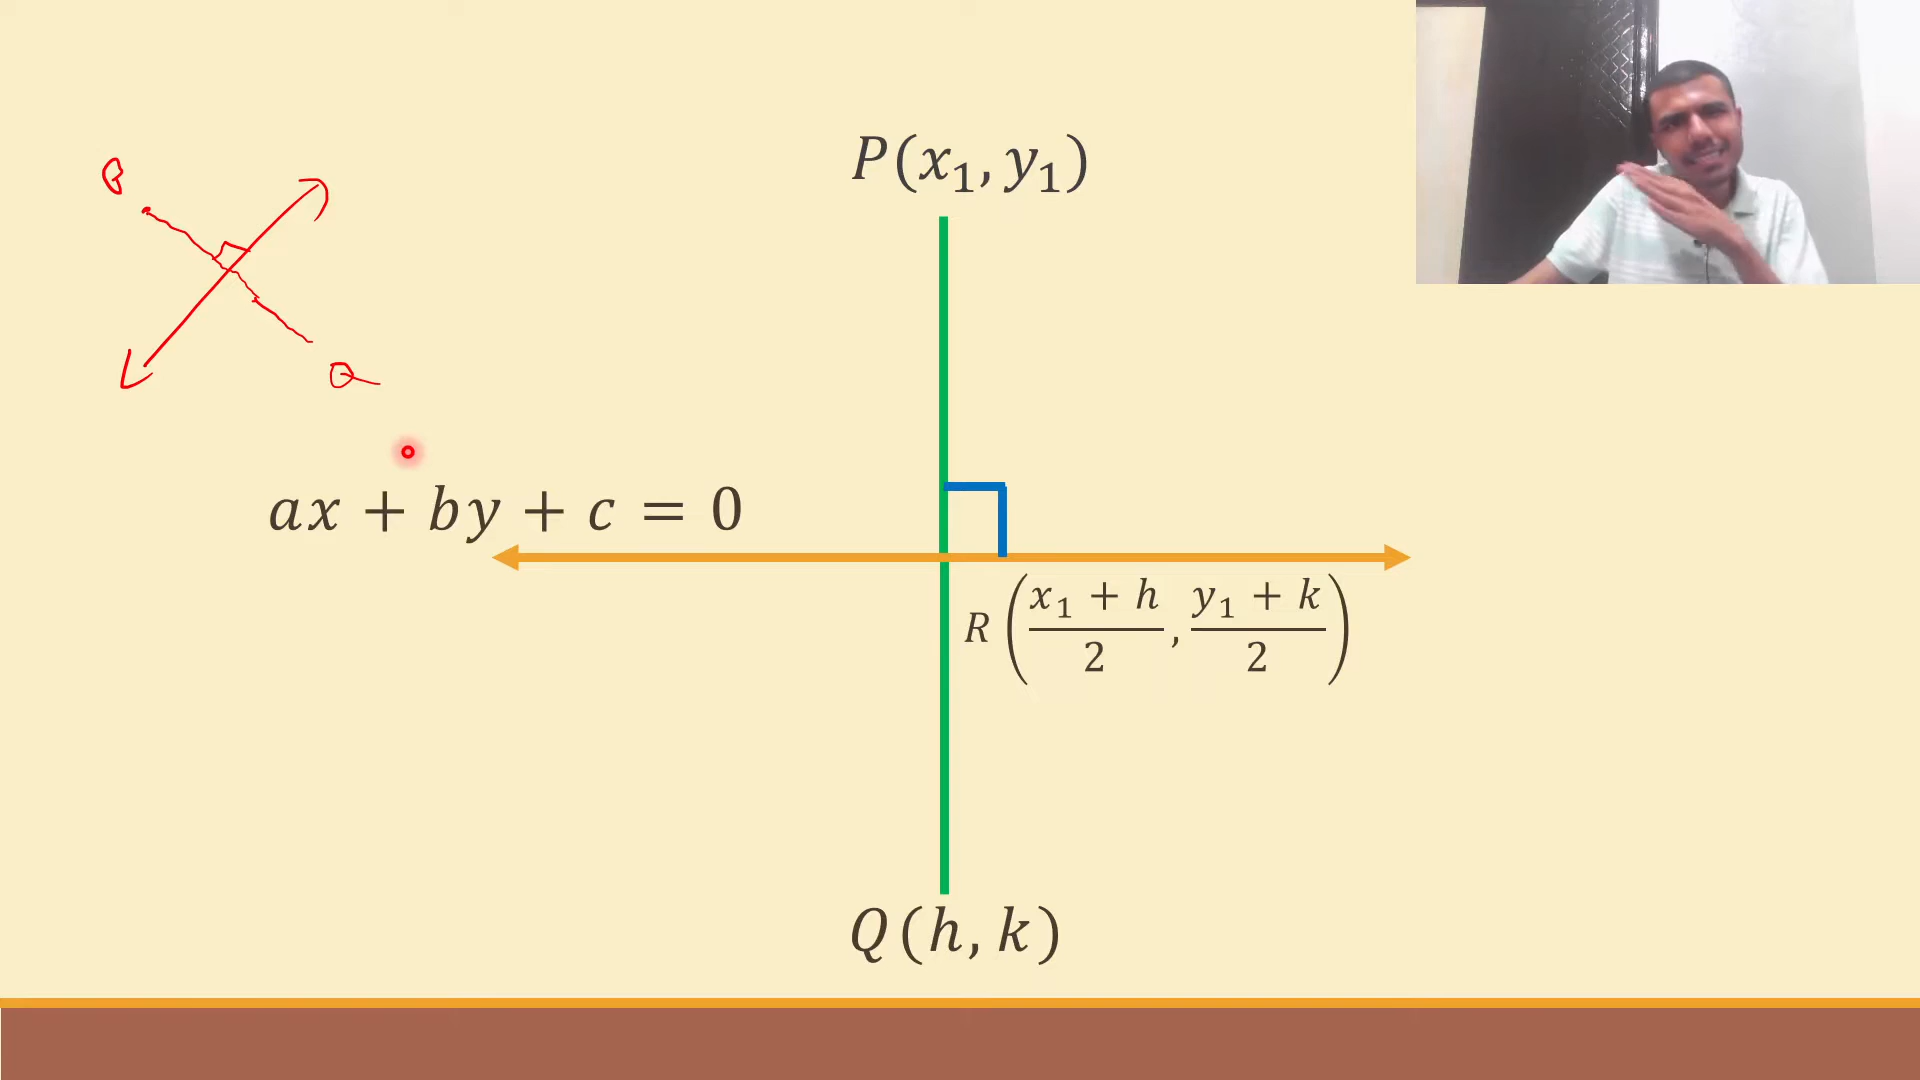 P(x₁, y₁)
ax + by + c = 0
R((x₁ + h)/2, (y₁ + k)/2)
Q(h, k)